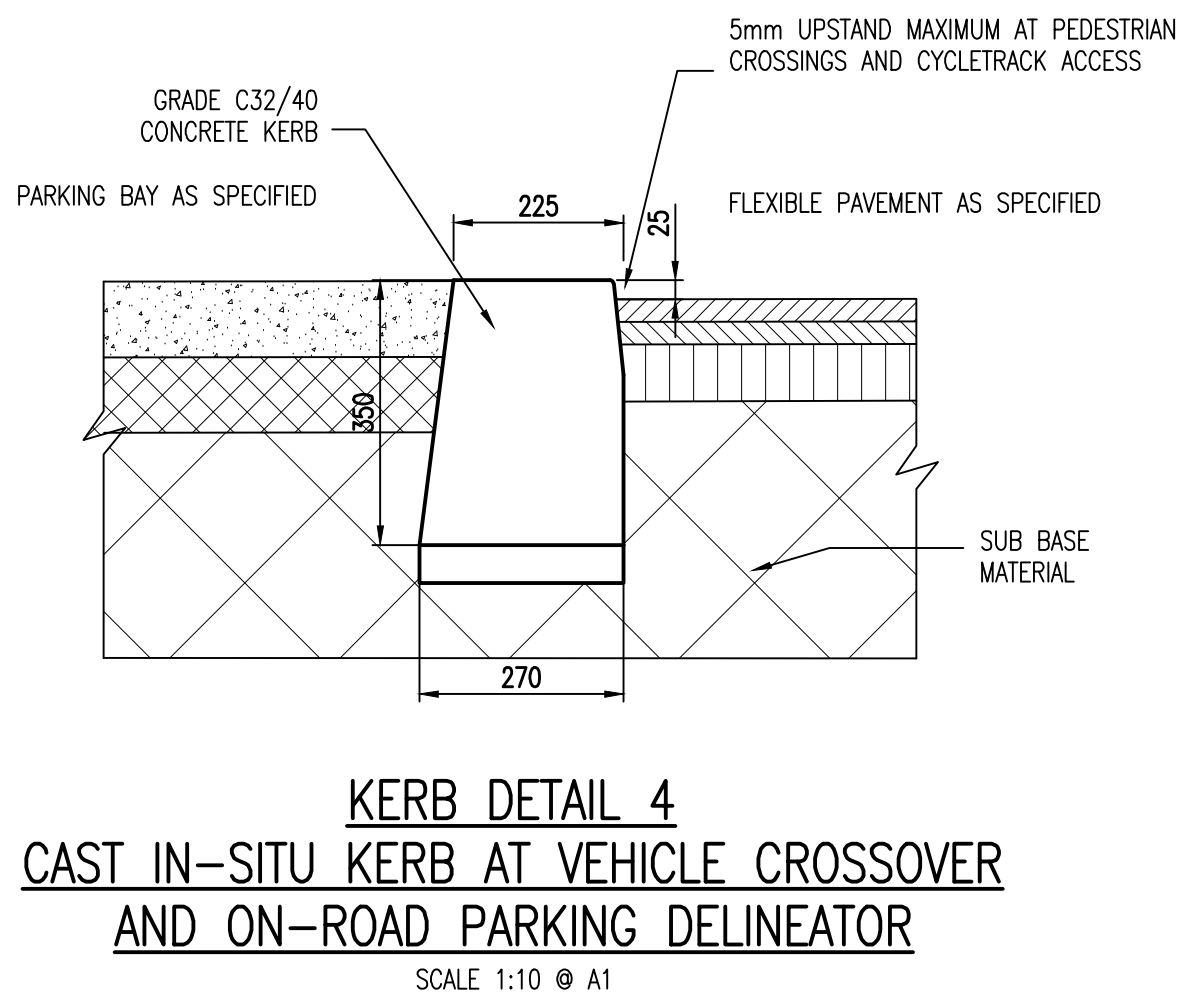 5mm UPSTAND MAXIMUM AT PEDESTRIAN
CROSSINGS AND CYCLETRACK ACCESS
GRADE C32/40
CONCRETE KERB
PARKING BAY AS SPECIFIED
FLEXIBLE PAVEMENT AS SPECIFIED
225
25
350
SUB BASE
MATERIAL
270
KERB DETAIL 4
CAST IN-SITU KERB AT VEHICLE CROSSOVER
AND ON-ROAD PARKING DELINEATOR
SCALE 1:10 @ A1